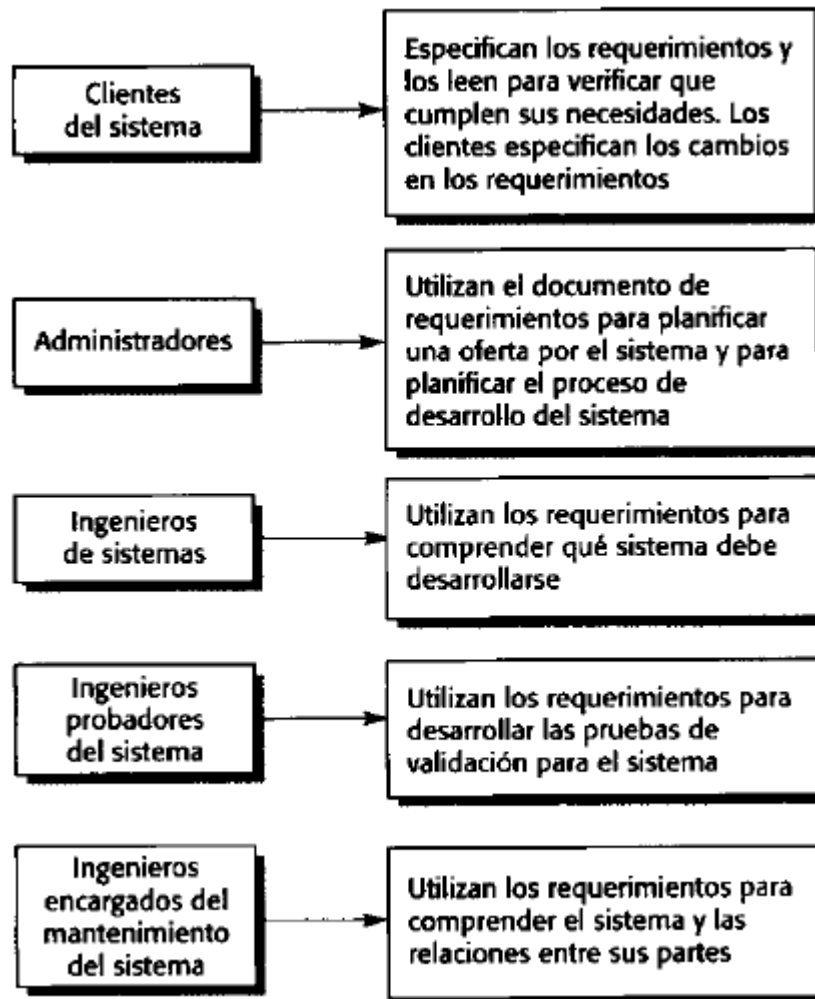 Clientes
del sistema
Especifican los requerimientos y
los leen para verificar que
cumplen sus necesidades. Los
clientes especifican los cambios
en los requerimientos
Administradores
Utilizan el documento de
requerimientos para planificar
una oferta por el sistema y para
planificar el proceso de
desarrollo del sistema
Ingenieros
de sistemas
Utilizan los requerimientos para
comprender qué sistema debe
desarrollarse
Ingenieros
probadores
del sistema
Utilizan los requerimientos para
desarrollar las pruebas de
validación para el sistema
Ingenieros
encargados del
mantenimiento
del sistema
Utilizan los requerimientos para
comprender el sistema y las
relaciones entre sus partes